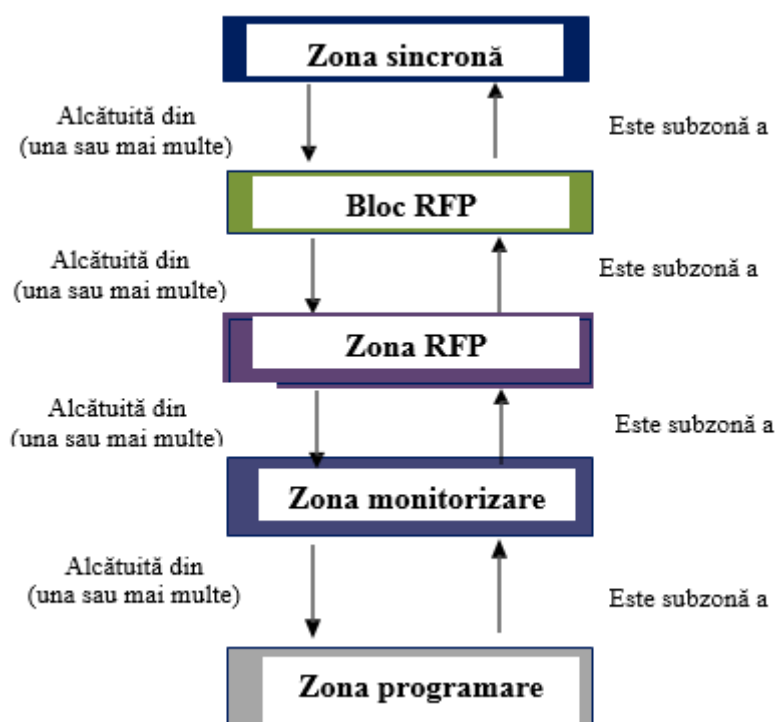 Zona sincronă
Alcătuită din
(una sau mai multe)
Este subzonă a
Bloc RFP
Alcătuită din
(una sau mai multe)
Este subzonă a
Zona RFP
Alcătuită din
(una sau mai multe)
Este subzonă a
Zona monitorizare
Alcătuită din
(una sau mai multe)
Este subzonă a
Zona programare